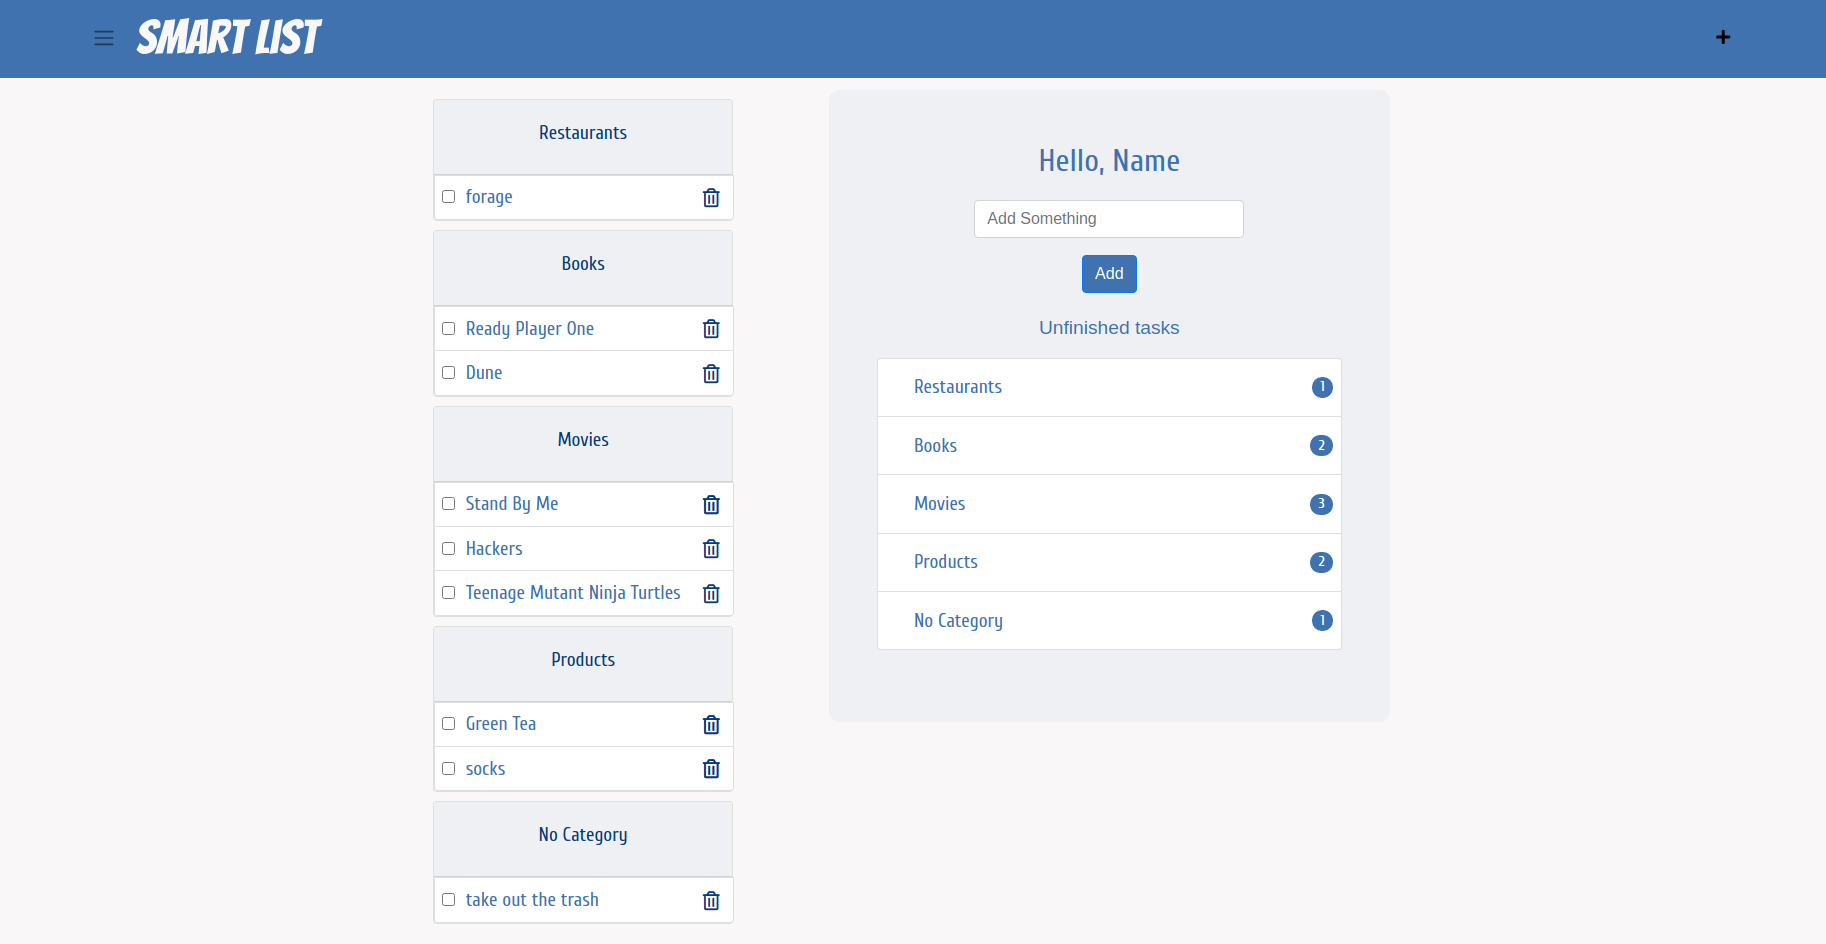 SMART LIST
Restaurants
forage
Books
Ready Player One
Dune
Movies
Stand By Me
Hackers
Teenage Mutant Ninja Turtles
Products
Green Tea
socks
No Category
take out the trash
Hello, Name
Add Something
Add
Unfinished tasks
Restaurants 1
Books 2
Movies 3
Products 2
No Category 1